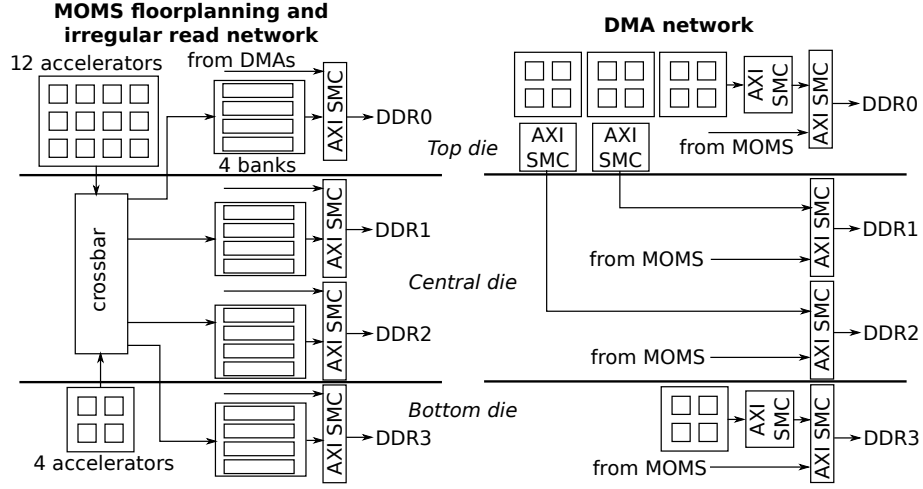 MOMS floorplanning and
irregular read network
12 accelerators
from DMAs
AXI SMC
DDR0
4 banks
Top die
crossbar
AXI SMC
DDR1
Central die
AXI SMC
DDR2
Bottom die
4 accelerators
AXI SMC
DDR3
DMA network
AXI
SMC
AXI SMC
DDR0
AXI
SMC
AXI
SMC
from MOMS
AXI SMC
DDR1
from MOMS
AXI SMC
DDR2
from MOMS
AXI
SMC
AXI SMC
DDR3
from MOMS